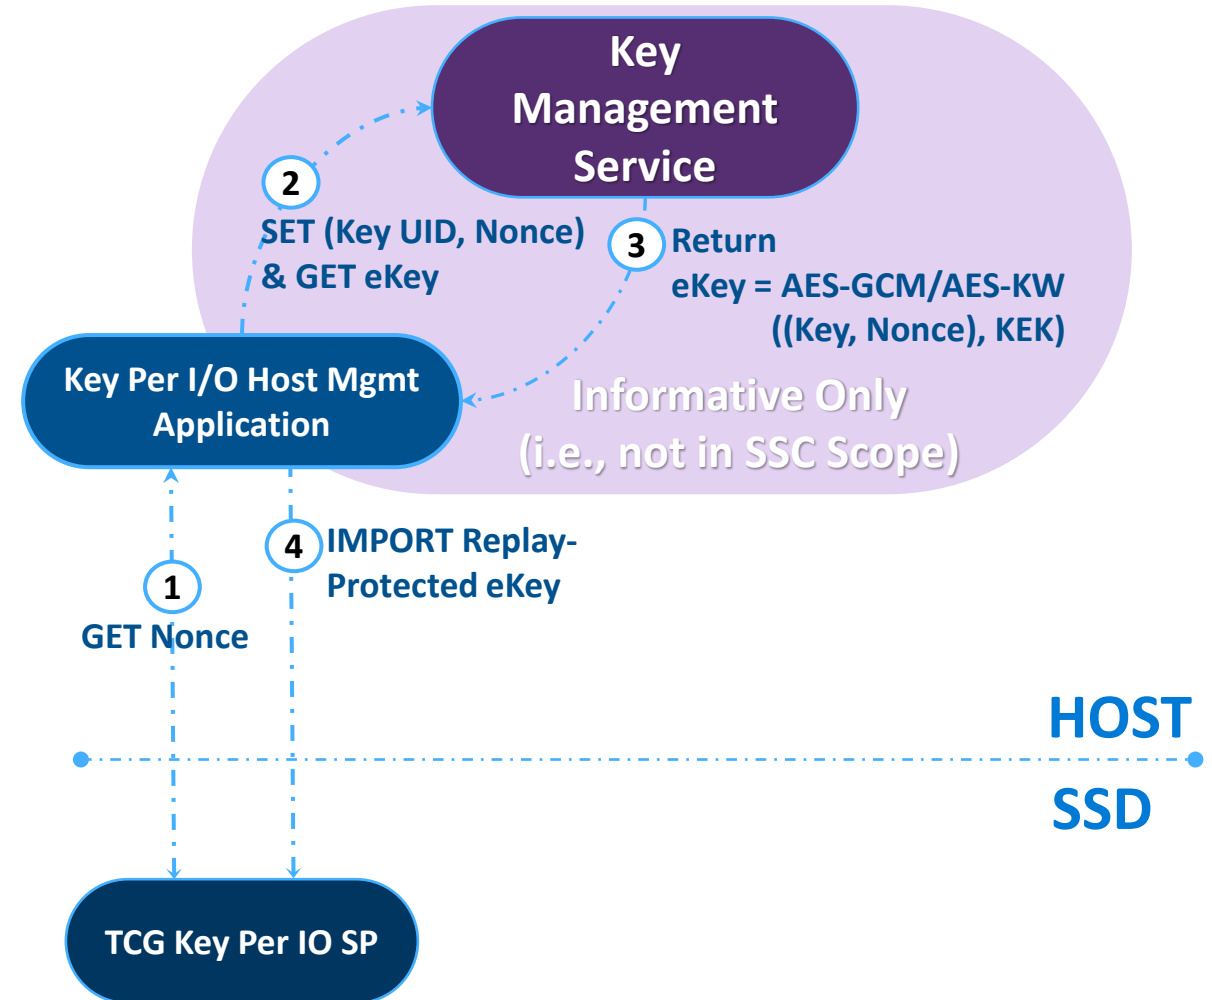 Key
Management
Service
2
SET (Key UID, Nonce)
& GET eKey
3
Return
eKey = AES-GCM/AES-KW
((Key, Nonce), KEK)
Key Per I/O Host Mgmt
Application
Informative Only
(i.e., not in SSC Scope)
4
IMPORT Replay-
Protected eKey
1
GET Nonce
HOST
SSD
TCG Key Per IO SP